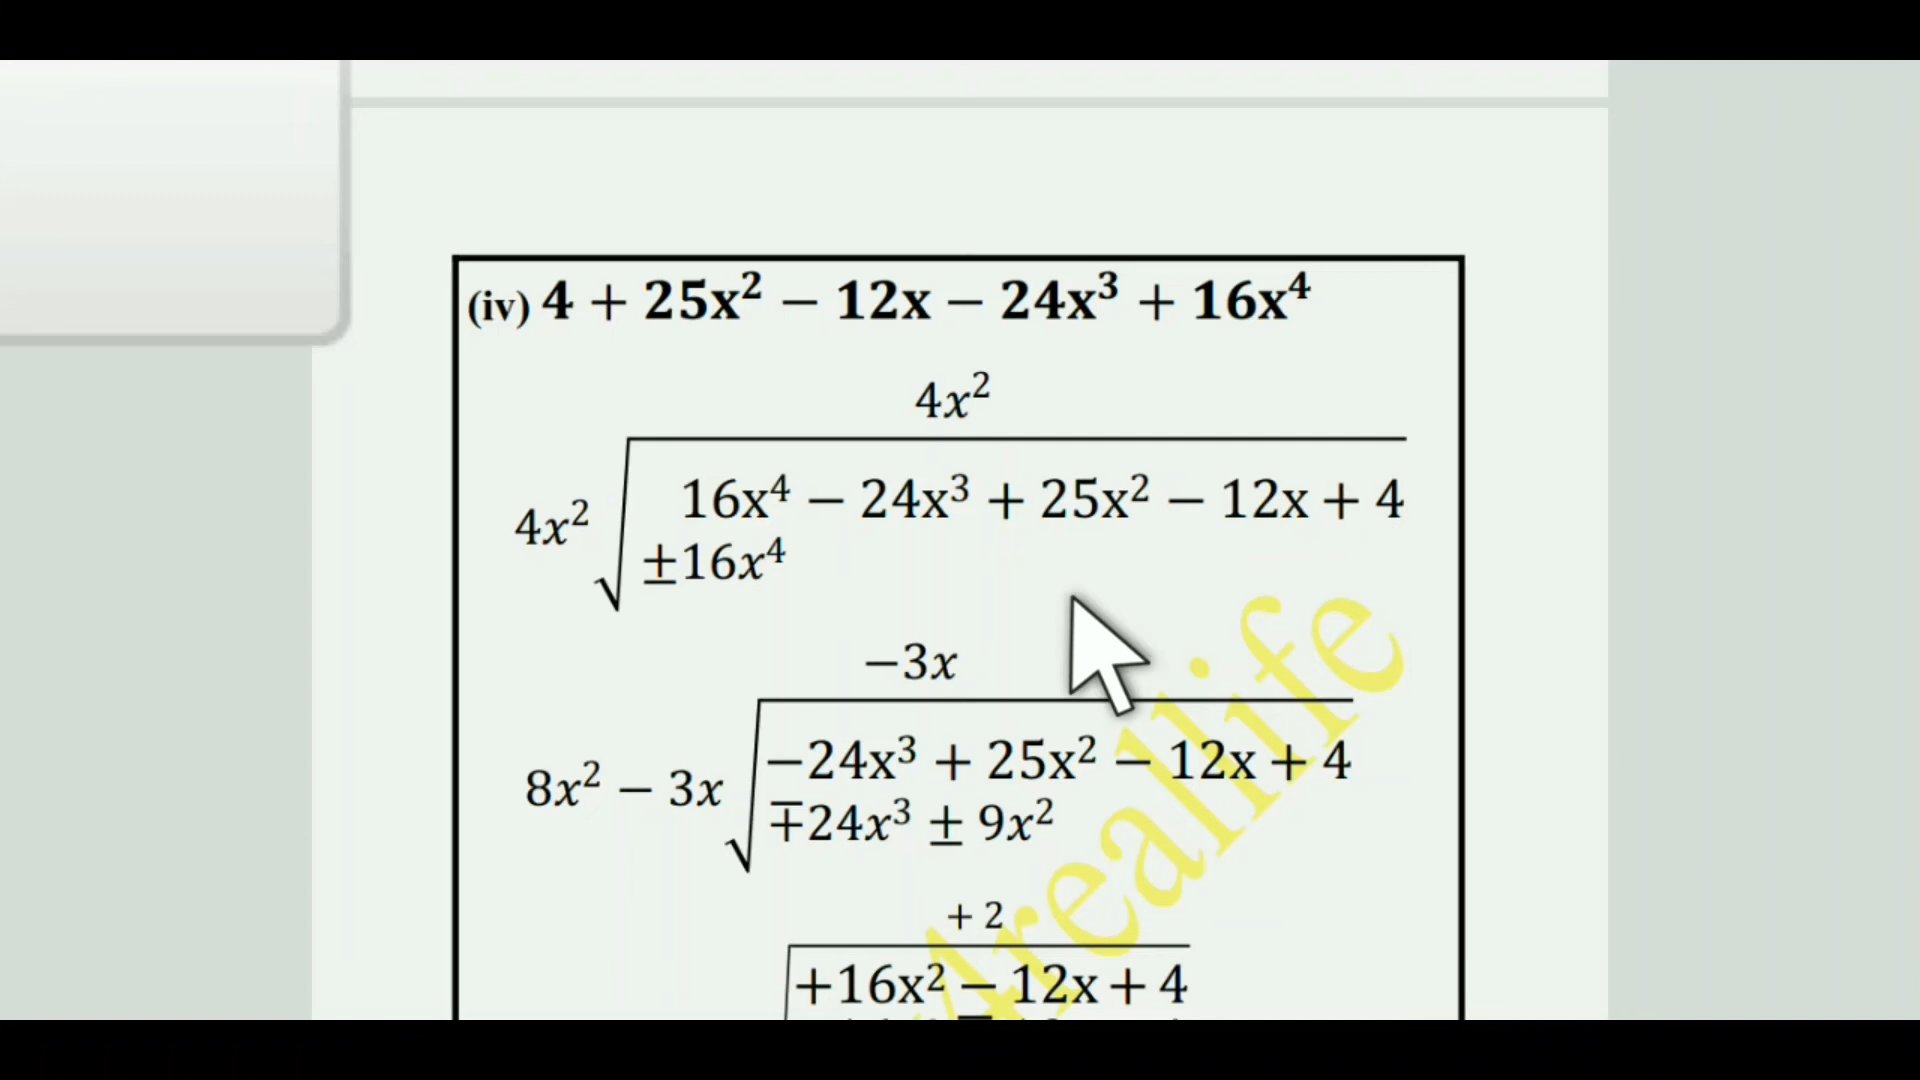 (iv) 4 + 25x² − 12x − 24x³ + 16x⁴
4x²
4x² √ 16x⁴ − 24x³ + 25x² − 12x + 4
±16x⁴
−3x
8x² − 3x √ −24x³ + 25x² − 12x + 4
∓24x³ ± 9x²
+ 2
+16x² − 12x + 4
4reallife